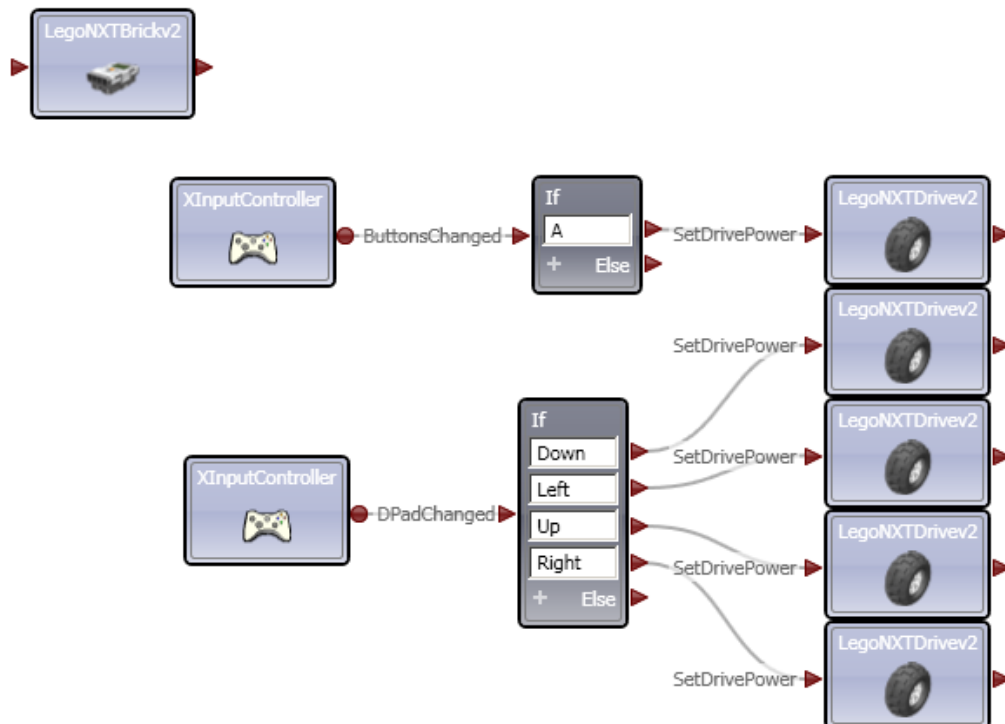 LegoNXTBrickv2
XInputController
ButtonsChanged
If
A
+ Else
SetDrivePower
LegoNXTDrivev2
SetDrivePower
LegoNXTDrivev2
XInputController
DPadChanged
If
Down
Left
Up
Right
+ Else
SetDrivePower
LegoNXTDrivev2
SetDrivePower
LegoNXTDrivev2
SetDrivePower
LegoNXTDrivev2